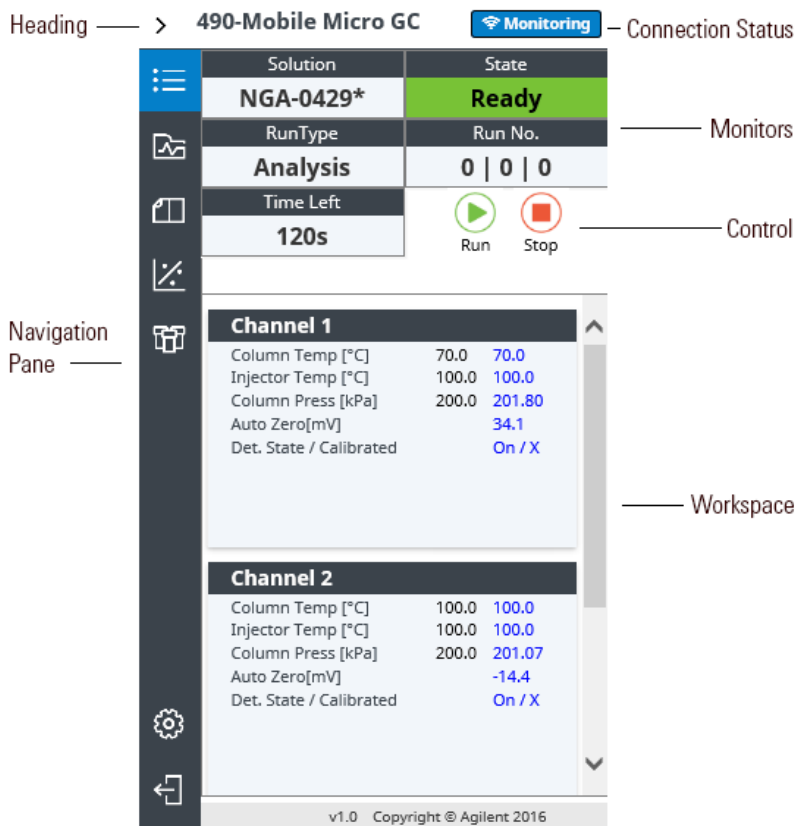 Heading
490-Mobile Micro GC
Monitoring
Connection Status
Solution
State
NGA-0429*
Ready
RunType
Run No.
Monitors
Analysis
0 | 0 | 0
Time Left
120s
Run
Stop
Control
Navigation
Pane
Channel 1
Column Temp [°C] 70.0 70.0
Injector Temp [°C] 100.0 100.0
Column Press [kPa] 200.0 201.80
Auto Zero[mV] 34.1
Det. State / Calibrated On / X
Workspace
Channel 2
Column Temp [°C] 100.0 100.0
Injector Temp [°C] 100.0 100.0
Column Press [kPa] 200.0 201.07
Auto Zero[mV] -14.4
Det. State / Calibrated On / X
v1.0 Copyright © Agilent 2016